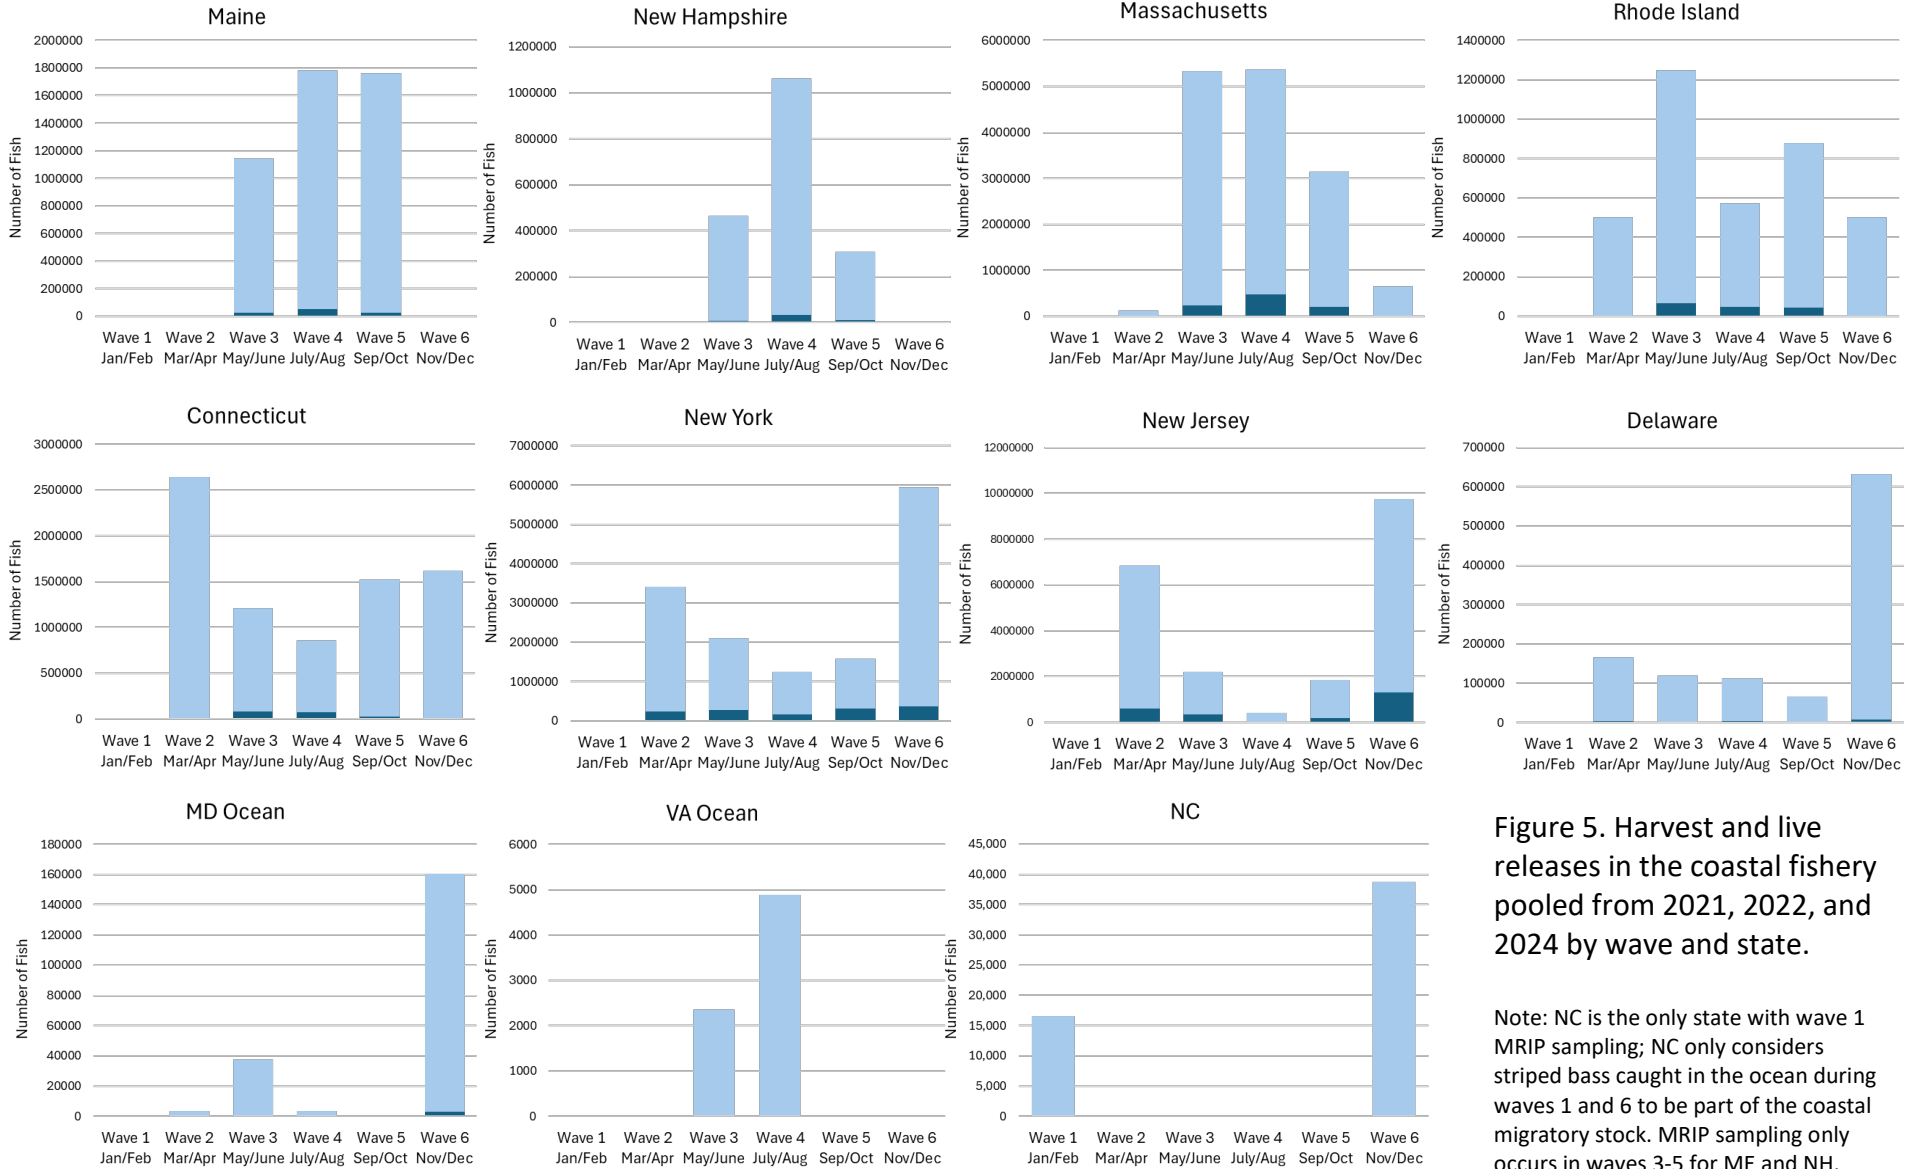 Maine
2000000
1800000
1600000
1400000
1200000
1000000
800000
600000
400000
200000
0
Number of Fish
Wave 1 Wave 2 Wave 3 Wave 4 Wave 5 Wave 6
Jan/Feb Mar/Apr May/June July/Aug Sep/Oct Nov/Dec
New Hampshire
1200000
1000000
800000
600000
400000
200000
0
Number of Fish
Wave 1 Wave 2 Wave 3 Wave 4 Wave 5 Wave 6
Jan/Feb Mar/Apr May/June July/Aug Sep/Oct Nov/Dec
Massachusetts
6000000
5000000
4000000
3000000
2000000
1000000
0
Number of Fish
Wave 1 Wave 2 Wave 3 Wave 4 Wave 5 Wave 6
Jan/Feb Mar/Apr May/June July/Aug Sep/Oct Nov/Dec
Rhode Island
1400000
1200000
1000000
800000
600000
400000
200000
0
Number of Fish
Wave 1 Wave 2 Wave 3 Wave 4 Wave 5 Wave 6
Jan/Feb Mar/Apr May/June July/Aug Sep/Oct Nov/Dec
Connecticut
3000000
2500000
2000000
1500000
1000000
500000
0
Number of Fish
Wave 1 Wave 2 Wave 3 Wave 4 Wave 5 Wave 6
Jan/Feb Mar/Apr May/June July/Aug Sep/Oct Nov/Dec
New York
7000000
6000000
5000000
4000000
3000000
2000000
1000000
0
Number of Fish
Wave 1 Wave 2 Wave 3 Wave 4 Wave 5 Wave 6
Jan/Feb Mar/Apr May/June July/Aug Sep/Oct Nov/Dec
New Jersey
12000000
10000000
8000000
6000000
4000000
2000000
0
Number of Fish
Wave 1 Wave 2 Wave 3 Wave 4 Wave 5 Wave 6
Jan/Feb Mar/Apr May/June July/Aug Sep/Oct Nov/Dec
Delaware
700000
600000
500000
400000
300000
200000
100000
0
Number of Fish
Wave 1 Wave 2 Wave 3 Wave 4 Wave 5 Wave 6
Jan/Feb Mar/Apr May/June July/Aug Sep/Oct Nov/Dec
MD Ocean
180000
160000
140000
120000
100000
80000
60000
40000
20000
0
Number of Fish
Wave 1 Wave 2 Wave 3 Wave 4 Wave 5 Wave 6
Jan/Feb Mar/Apr May/June July/Aug Sep/Oct Nov/Dec
VA Ocean
6000
5000
4000
3000
2000
1000
0
Number of Fish
Wave 1 Wave 2 Wave 3 Wave 4 Wave 5 Wave 6
Jan/Feb Mar/Apr May/June July/Aug Sep/Oct Nov/Dec
NC
45,000
40,000
35,000
30,000
25,000
20,000
15,000
10,000
5,000
0
Number of Fish
Wave 1 Wave 2 Wave 3 Wave 4 Wave 5 Wave 6
Jan/Feb Mar/Apr May/June July/Aug Sep/Oct Nov/Dec
Figure 5. Harvest and live
releases in the coastal fishery
pooled from 2021, 2022, and
2024 by wave and state.
Note: NC is the only state with wave 1
MRIP sampling; NC only considers
striped bass caught in the ocean during
waves 1 and 6 to be part of the coastal
migratory stock. MRIP sampling only
occurs in waves 3-5 for ME and NH.